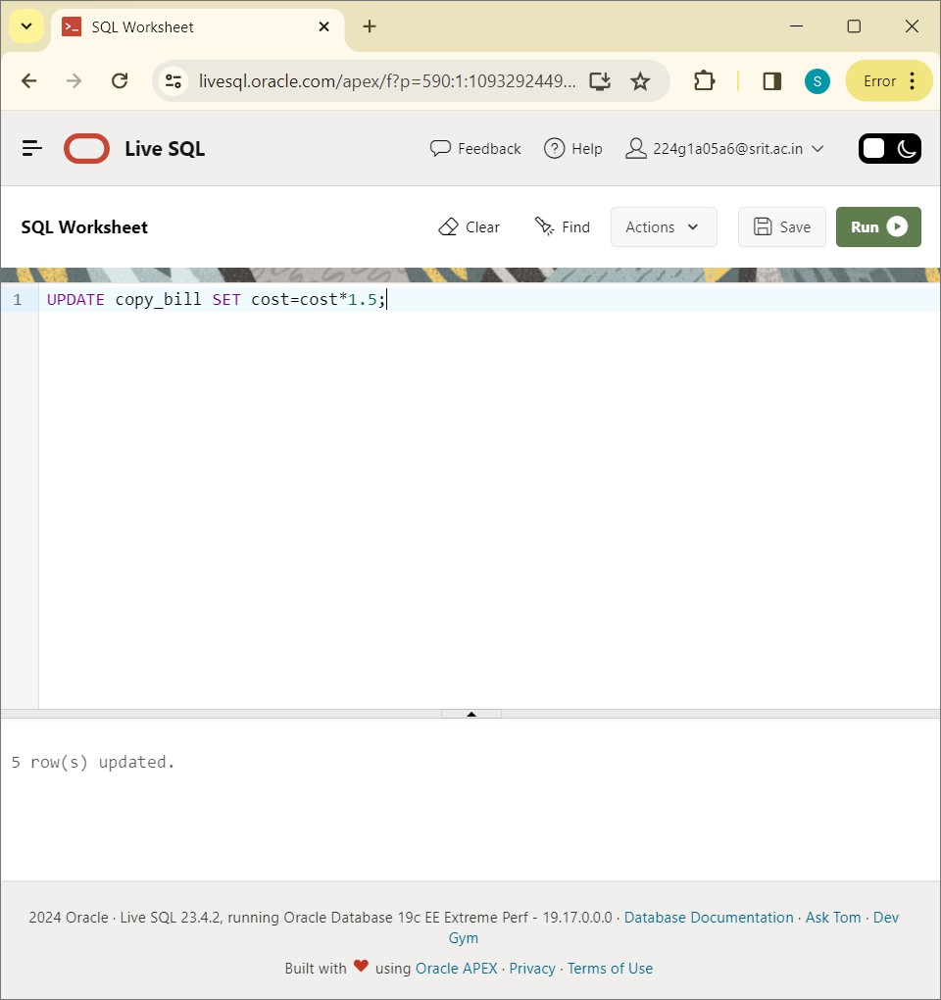 SQL Worksheet
livesql.oracle.com/apex/f?p=590:1:1093292449...
S
Error
Live SQL
Feedback
Help
224g1a05a6@srit.ac.in
SQL Worksheet
Clear
Find
Actions
Save
Run
1 UPDATE copy_bill SET cost=cost*1.5;
5 row(s) updated.
2024 Oracle · Live SQL 23.4.2, running Oracle Database 19c EE Extreme Perf - 19.17.0.0.0 · Database Documentation · Ask Tom · Dev
Gym
Built with ❤ using Oracle APEX · Privacy · Terms of Use